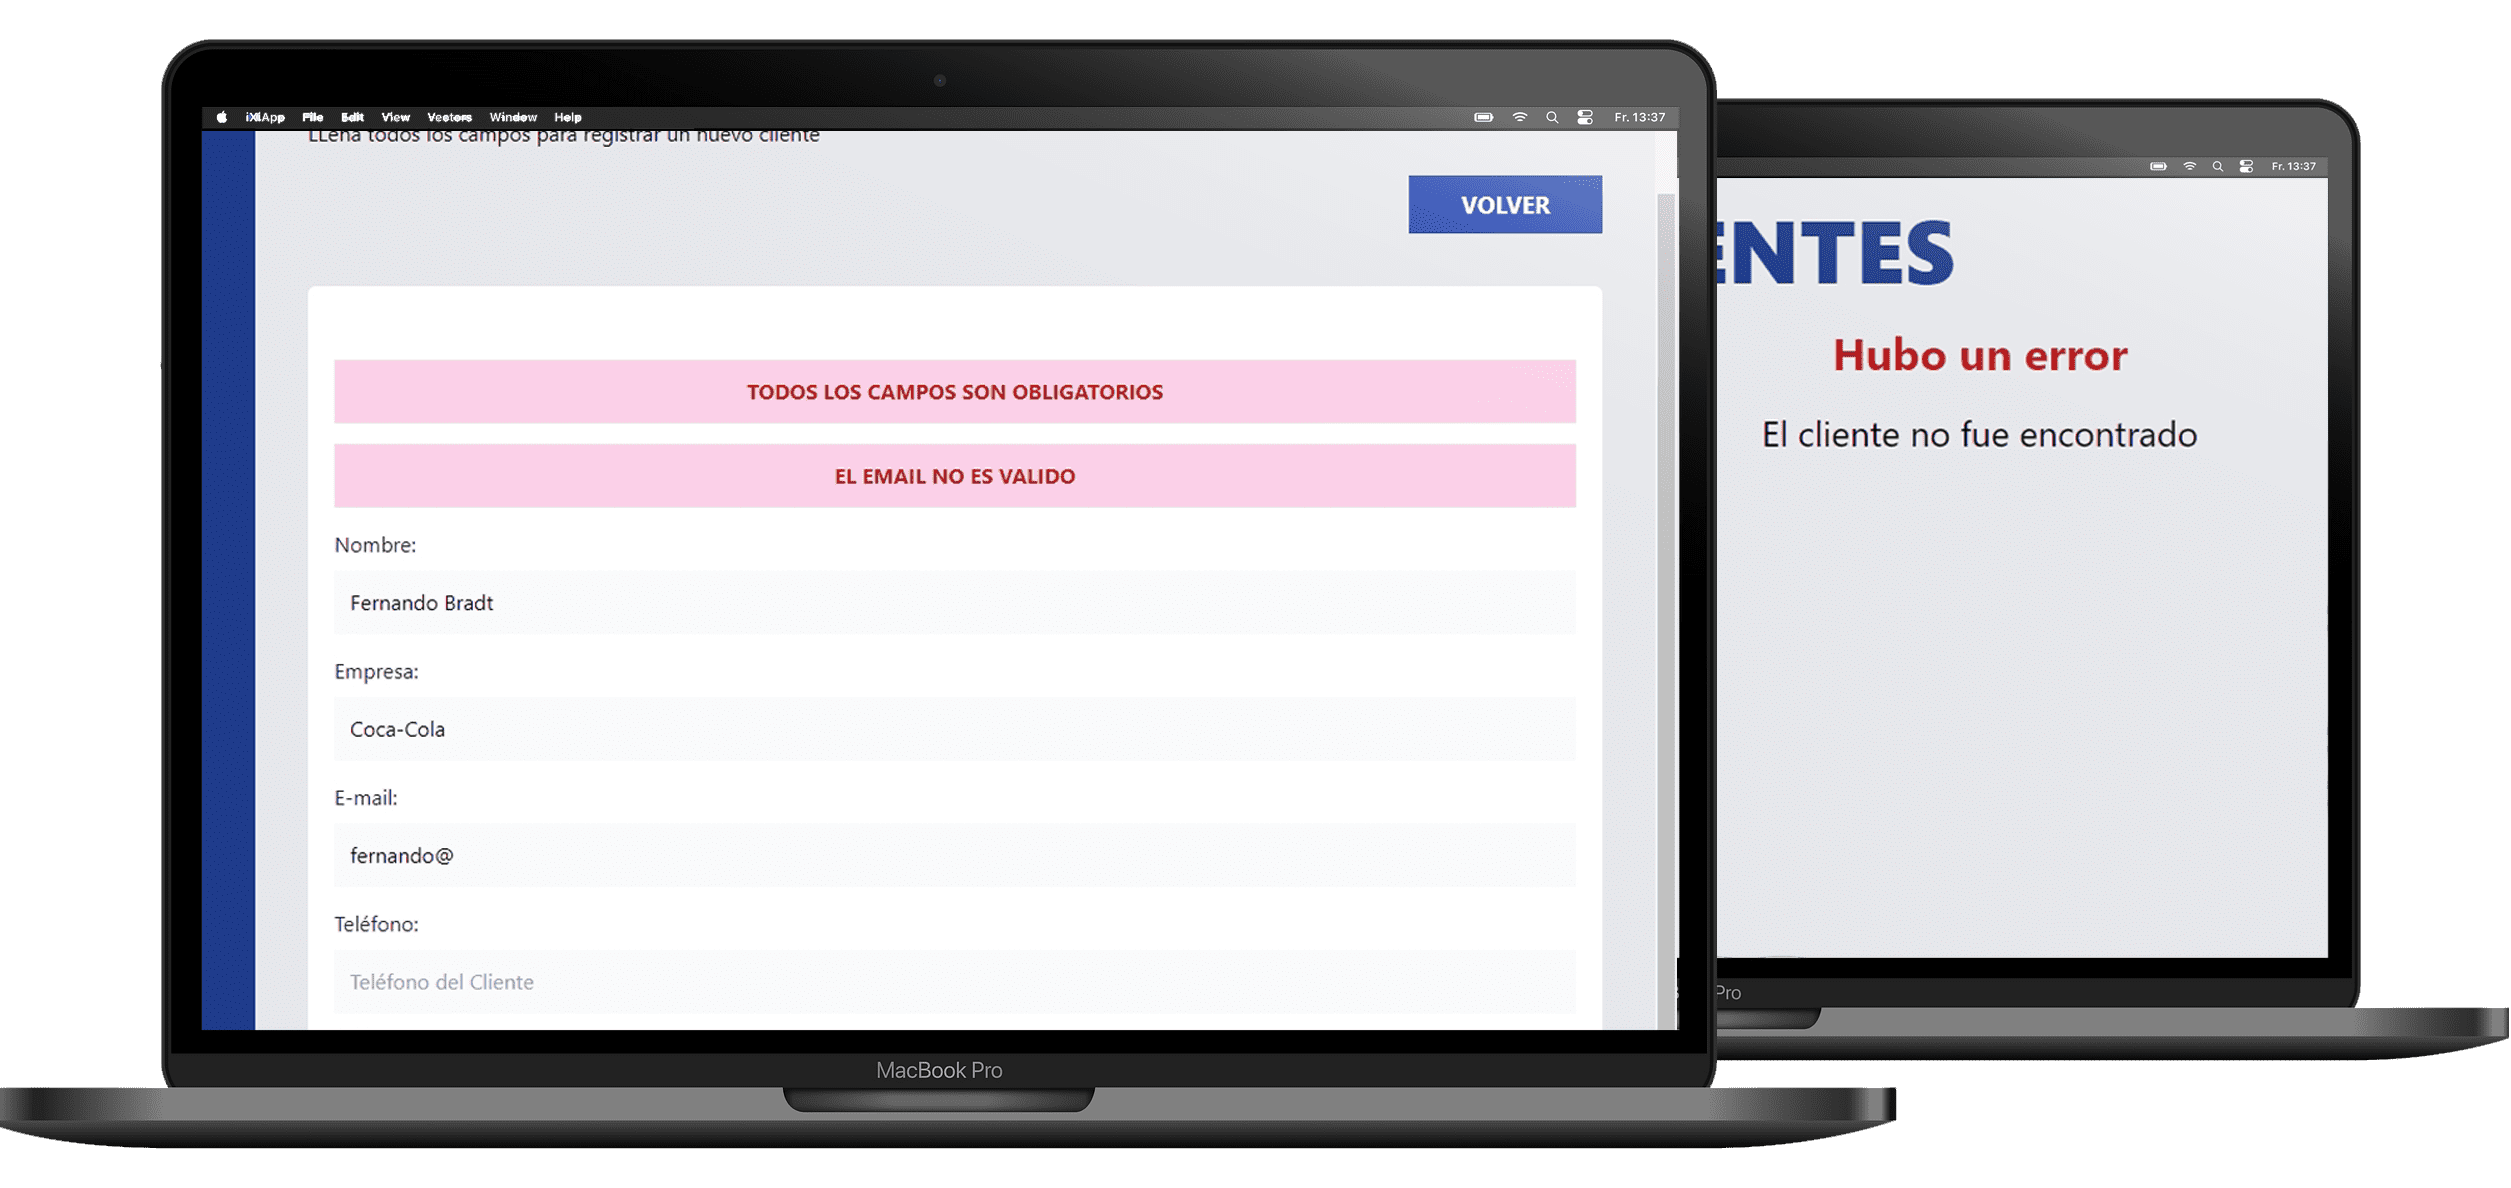 iXlApp File Edit View Vectors Window Help Fr. 13:37
LLena todos los campos para registrar un nuevo cliente
VOLVER
TODOS LOS CAMPOS SON OBLIGATORIOS
EL EMAIL NO ES VALIDO
Nombre:
Fernando Bradt
Empresa:
Coca-Cola
E-mail:
fernando@
Teléfono:
Teléfono del Cliente
MacBook Pro
Fr. 13:37
ENTES
Hubo un error
El cliente no fue encontrado
Pro